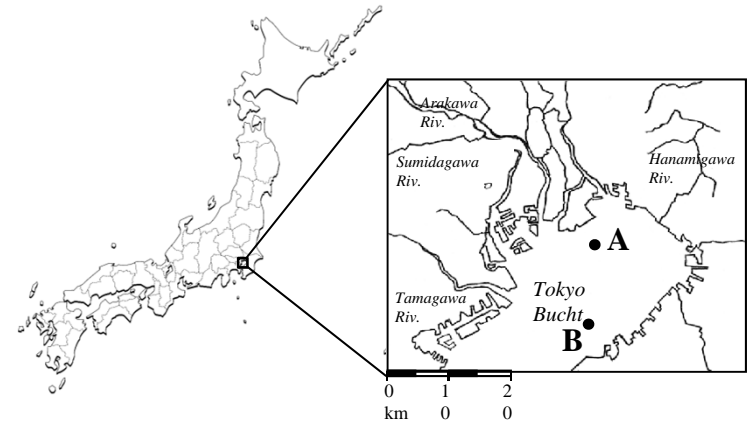 Arakawa
Riv.
Sumidagawa
Riv.
Hanamigawa
Riv.
A
Tamagawa
Riv.
Tokyo
Bucht
B
0 1 2
km 0 0